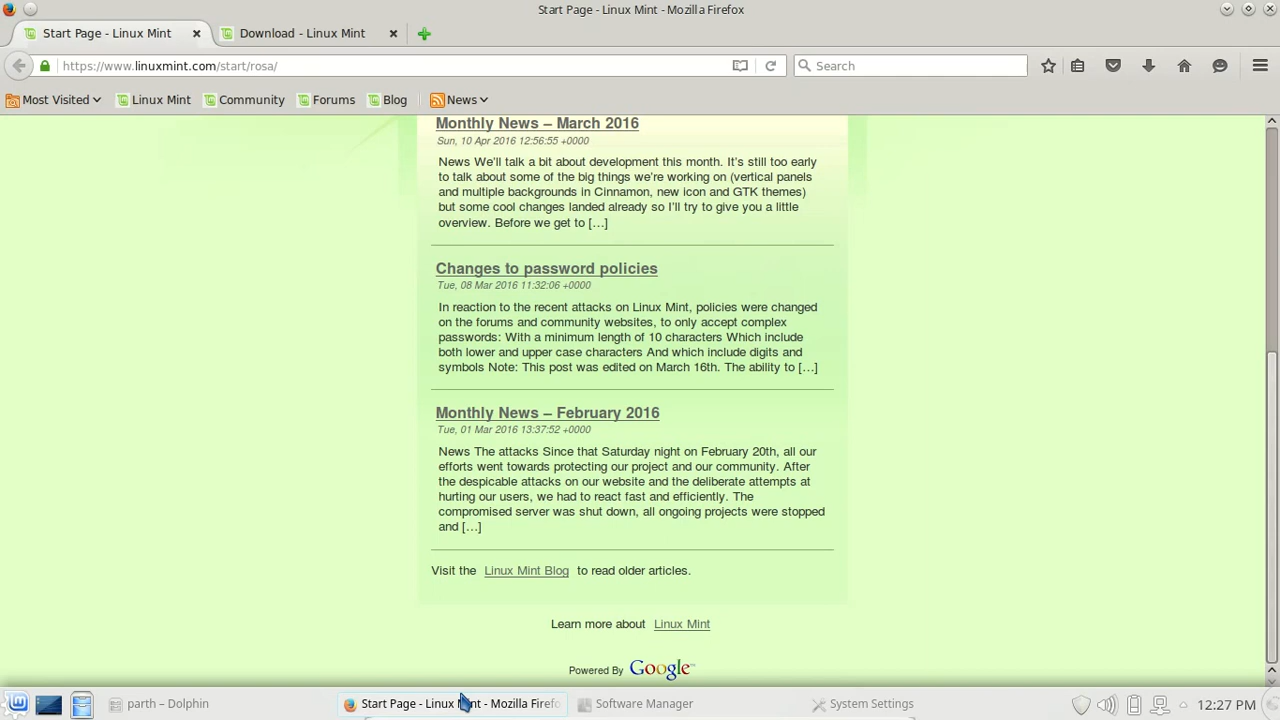 Start Page - Linux Mint - Mozilla Firefox
Start Page - Linux Mint
Download - Linux Mint
https://www.linuxmint.com/start/rosa/
Search
Most Visited
Linux Mint
Community
Forums
Blog
News
Monthly News – March 2016
Sun, 10 Apr 2016 12:56:55 +0000
News We'll talk a bit about development this month. It's still too early
to talk about some of the big things we're working on (vertical panels
and multiple backgrounds in Cinnamon, new icon and GTK themes)
but some cool changes landed already so I'll try to give you a little
overview. Before we get to […]
Changes to password policies
Tue, 08 Mar 2016 11:32:06 +0000
In reaction to the recent attacks on Linux Mint, policies were changed
on the forums and community websites, to only accept complex
passwords: With a minimum length of 10 characters Which include
both lower and upper case characters And which include digits and
symbols Note: This post was edited on March 16th. The ability to […]
Monthly News – February 2016
Tue, 01 Mar 2016 13:37:52 +0000
News The attacks Since that Saturday night on February 20th, all our
efforts went towards protecting our project and our community. After
the despicable attacks on our website and the deliberate attempts at
hurting our users, we had to react fast and efficiently. The
compromised server was shut down, all ongoing projects were stopped
and […]
Visit the Linux Mint Blog to read older articles.
Learn more about Linux Mint
Powered By Google™
parth – Dolphin
Start Page - Linux Mint - Mozilla Firefo
Software Manager
System Settings
12:27 PM